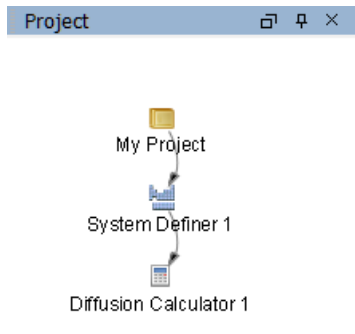 Project
My Project
System Definer 1
Diffusion Calculator 1